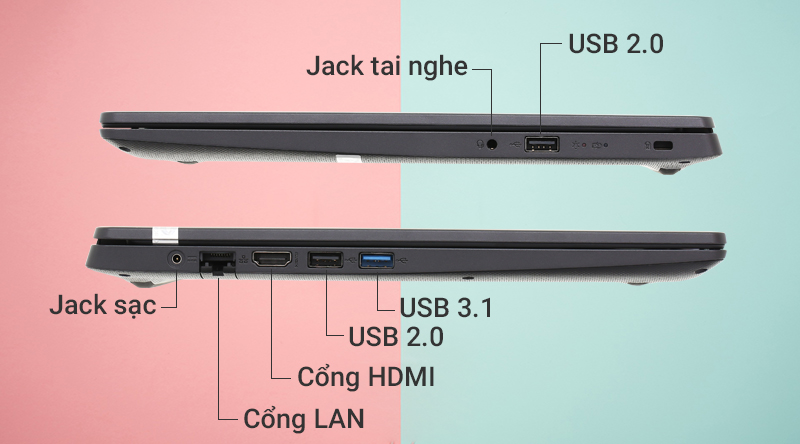 USB 2.0
Jack tai nghe
Jack sạc
USB 3.1
USB 2.0
Cổng HDMI
Cổng LAN